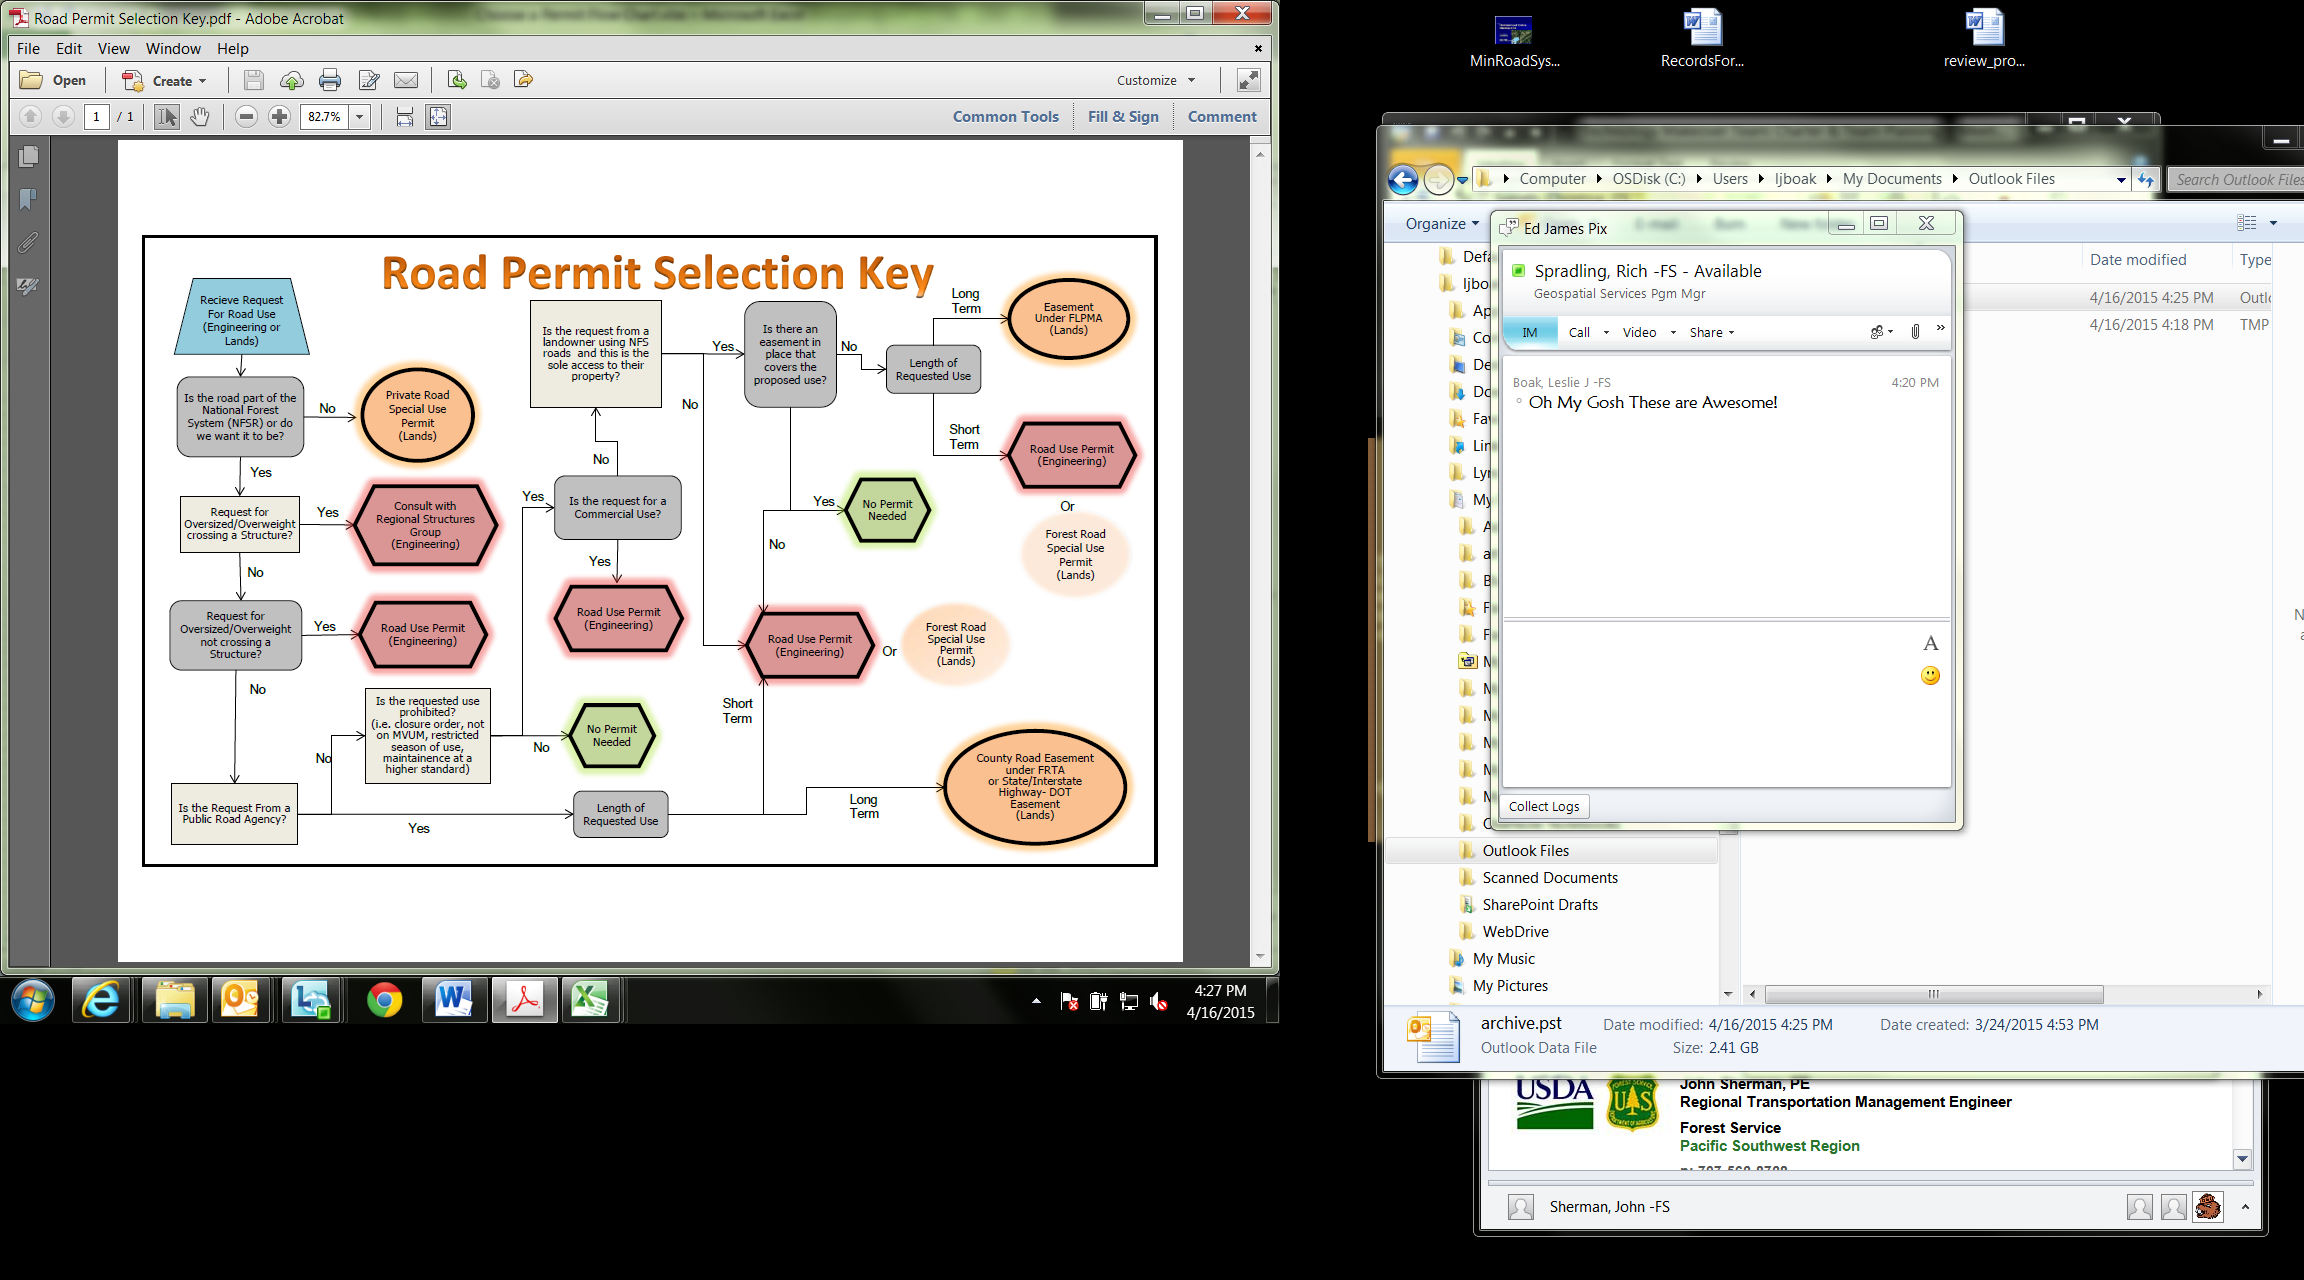 Road Permit Selection Key.pdf - Adobe Acrobat
File Edit View Window Help
Open Create Customize
1 / 1 82.7% Common Tools Fill & Sign Comment
Road Permit Selection Key
Recieve Request
For Road Use
(Engineering or
Lands)
Is the road part of the
National Forest
System (NFSR) or do
we want it to be?
No
Private Road
Special Use
Permit
(Lands)
Yes
Request for
Oversized/Overweight
crossing a Structure?
Yes
Consult with
Regional Structures
Group
(Engineering)
No
Request for
Oversized/Overweight
not crossing a
Structure?
Yes
Road Use Permit
(Engineering)
No
Is the Request From a
Public Road Agency?
No
Is the requested use
prohibited?
(i.e. closure order, not
on MVUM, restricted
season of use,
maintainence at a
higher standard)
No
No Permit
Needed
Yes
Is the request for a
Commercial Use?
Yes
Road Use Permit
(Engineering)
No
Is the request from a
landowner using NFS
roads and this is the
sole access to their
property?
Yes
No
Is there an
easement in
place that
covers the
proposed use?
No
Length of
Requested Use
Long
Term
Easement
Under FLPMA
(Lands)
Short
Term
Road Use Permit
(Engineering)
Or
Forest Road
Special Use
Permit
(Lands)
Yes
No Permit
Needed
No
Road Use Permit
(Engineering)
Or
Forest Road
Special Use
Permit
(Lands)
Short
Term
Yes
Length of
Requested Use
Long
Term
County Road Easement
under FRTA
or State/Interstate
Highway- DOT
Easement
(Lands)
4:27 PM
4/16/2015
MinRoadSys...
RecordsFor...
review_pro...
Computer OSDisk (C:) Users ljboak My Documents Outlook Files
Search Outlook Files
Organize
Date modified Type
4/16/2015 4:25 PM
4/16/2015 4:18 PM TMP
Ed James Pix
Spradling, Rich -FS - Available
Geospatial Services Pgm Mgr
IM Call Video Share
Boak, Leslie J -FS 4:20 PM
Oh My Gosh These are Awesome!
A
Collect Logs
Outlook Files
Scanned Documents
SharePoint Drafts
WebDrive
My Music
My Pictures
archive.pst Date modified: 4/16/2015 4:25 PM Date created: 3/24/2015 4:53 PM
Outlook Data File Size: 2.41 GB
USDA
John Sherman, PE
Regional Transportation Management Engineer
Forest Service
Pacific Southwest Region
Sherman, John -FS